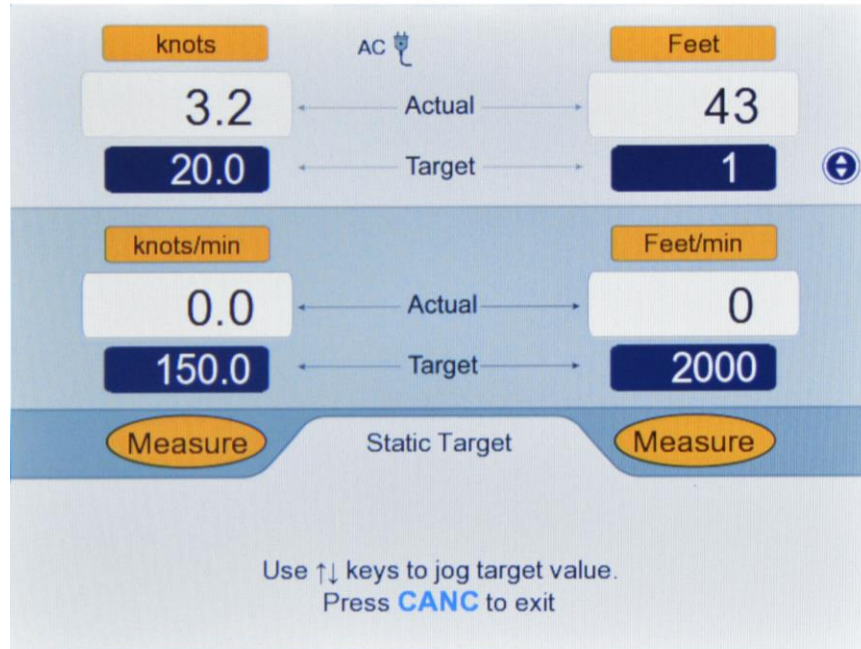 knots AC Feet
3.2 Actual 43
20.0 Target 1
knots/min Feet/min
0.0 Actual 0
150.0 Target 2000
Measure Static Target Measure
Use ↑↓ keys to jog target value.
Press CANC to exit